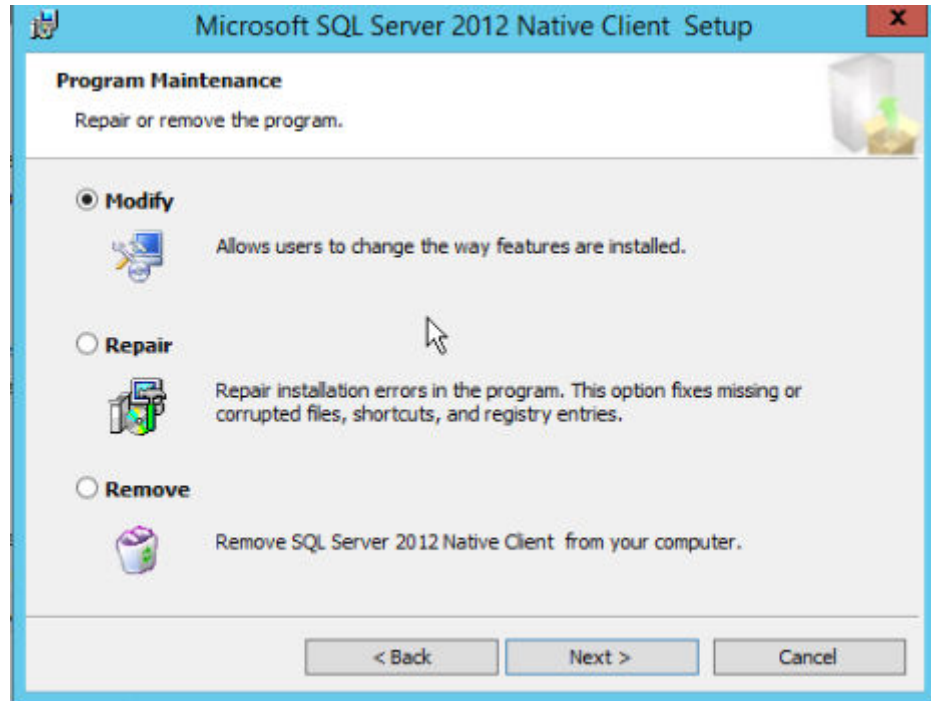 Microsoft SQL Server 2012 Native Client  Setup
x
Program Maintenance
Repair or remove the program.
Modify
Allows users to change the way features are installed.
Repair
Repair installation errors in the program. This option fixes missing or
corrupted files, shortcuts, and registry entries.
Remove
Remove SQL Server 2012 Native Client  from your computer.
< Back
Next >
Cancel